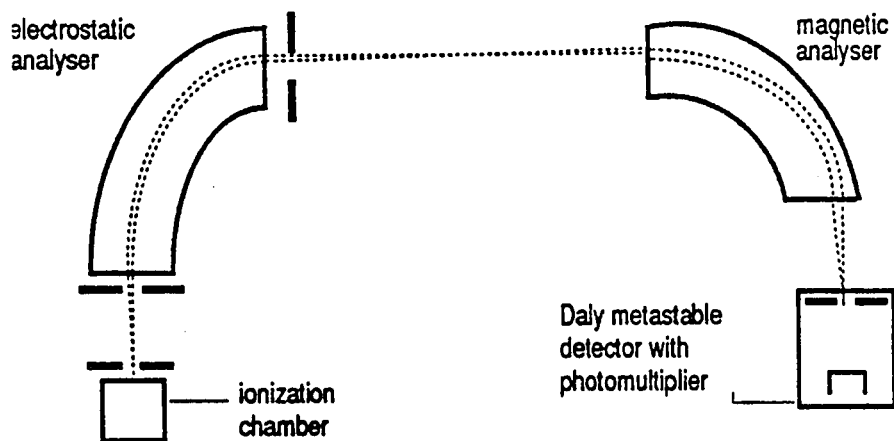 electrostatic
analyser
magnetic
analyser
Daly metastable
detector with
photomultiplier
ionization
chamber